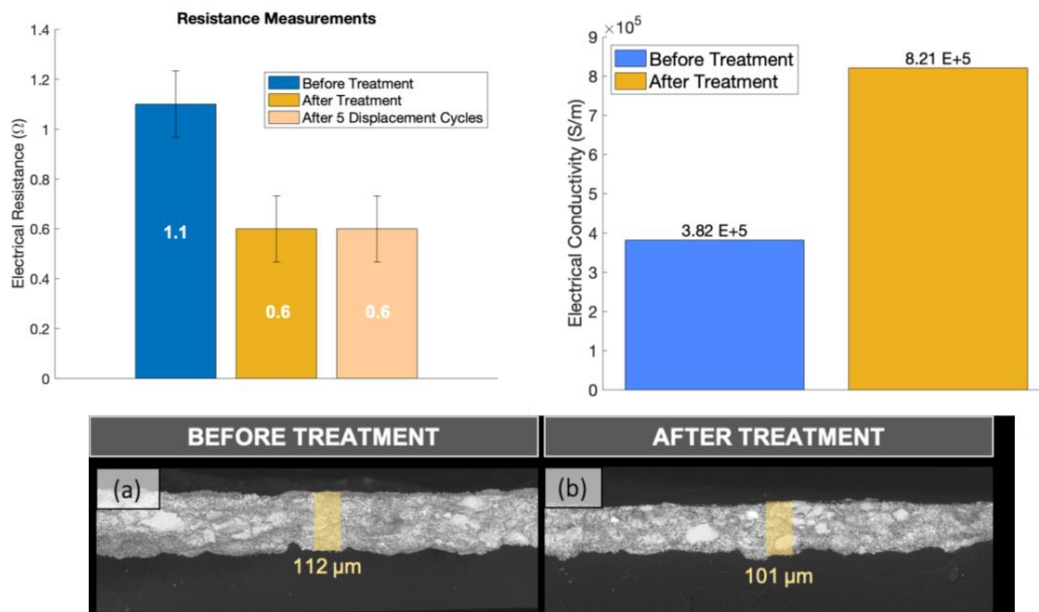 Resistance Measurements
1.4
1.2
1
0.8
0.6
0.4
0.2
0
Electrical Resistance (Ω)
Before Treatment
After Treatment
After 5 Displacement Cycles
1.1
0.6
0.6
×10⁵
9
8
7
6
5
4
3
2
1
0
Electrical Conductivity (S/m)
Before Treatment
After Treatment
3.82 E+5
8.21 E+5
BEFORE TREATMENT
AFTER TREATMENT
(a)
(b)
112 µm
101 µm